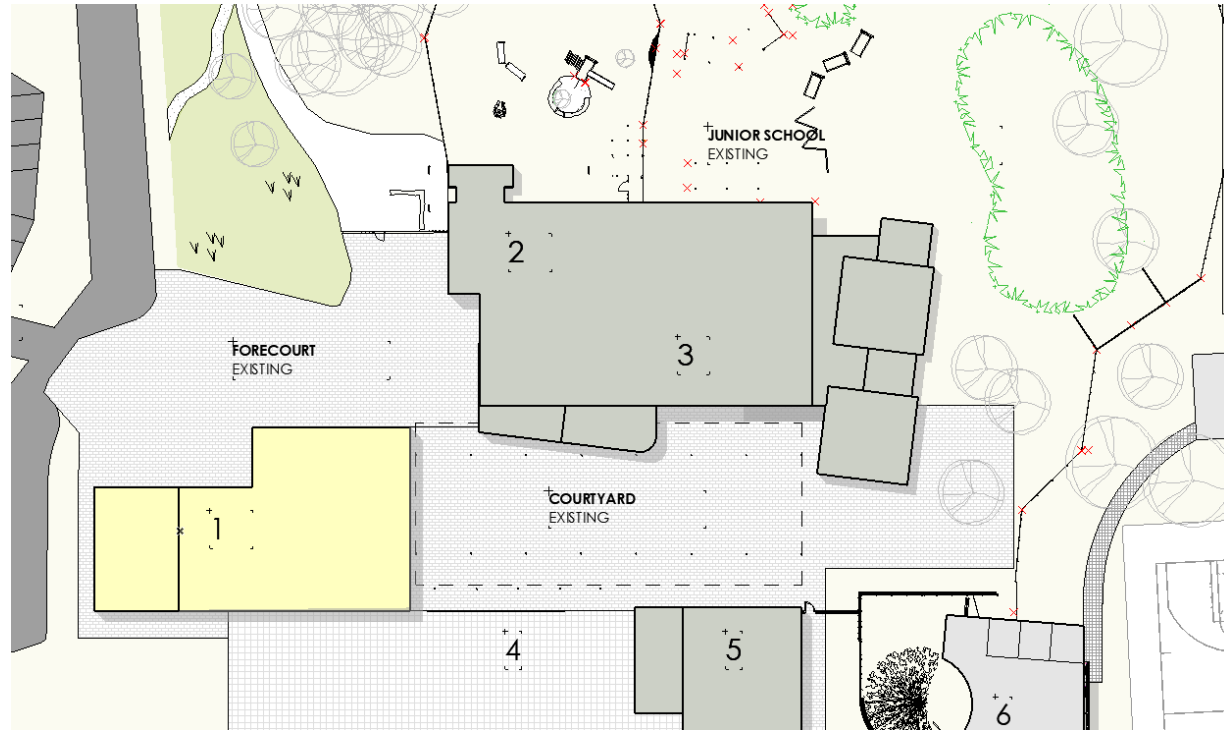 JUNIOR SCHOOL
EXISTING
2
3
FORECOURT
EXISTING
COURTYARD
EXISTING
1
4
5
6